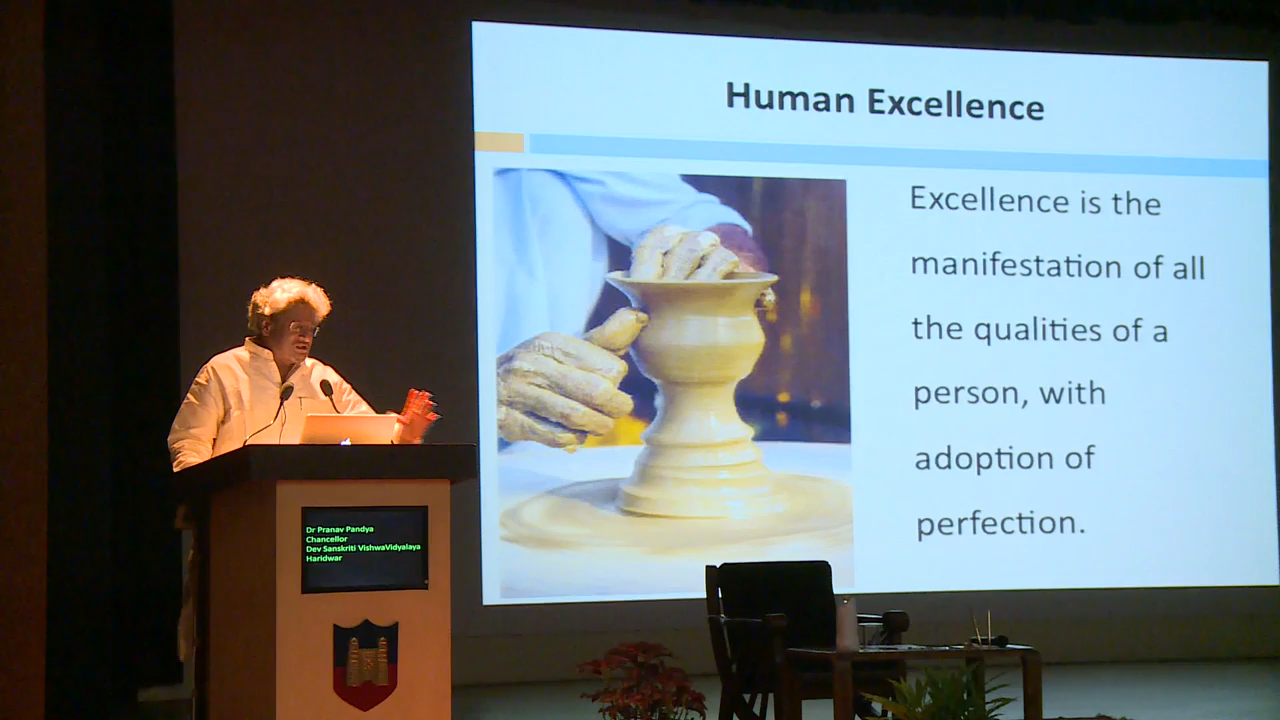 Human Excellence
Excellence is the
manifestation of all
the qualities of a
person, with
adoption of
perfection.
Dr Pranav Pandya
Chancellor
Dev Sanskriti VishwaVidyalaya
Haridwar